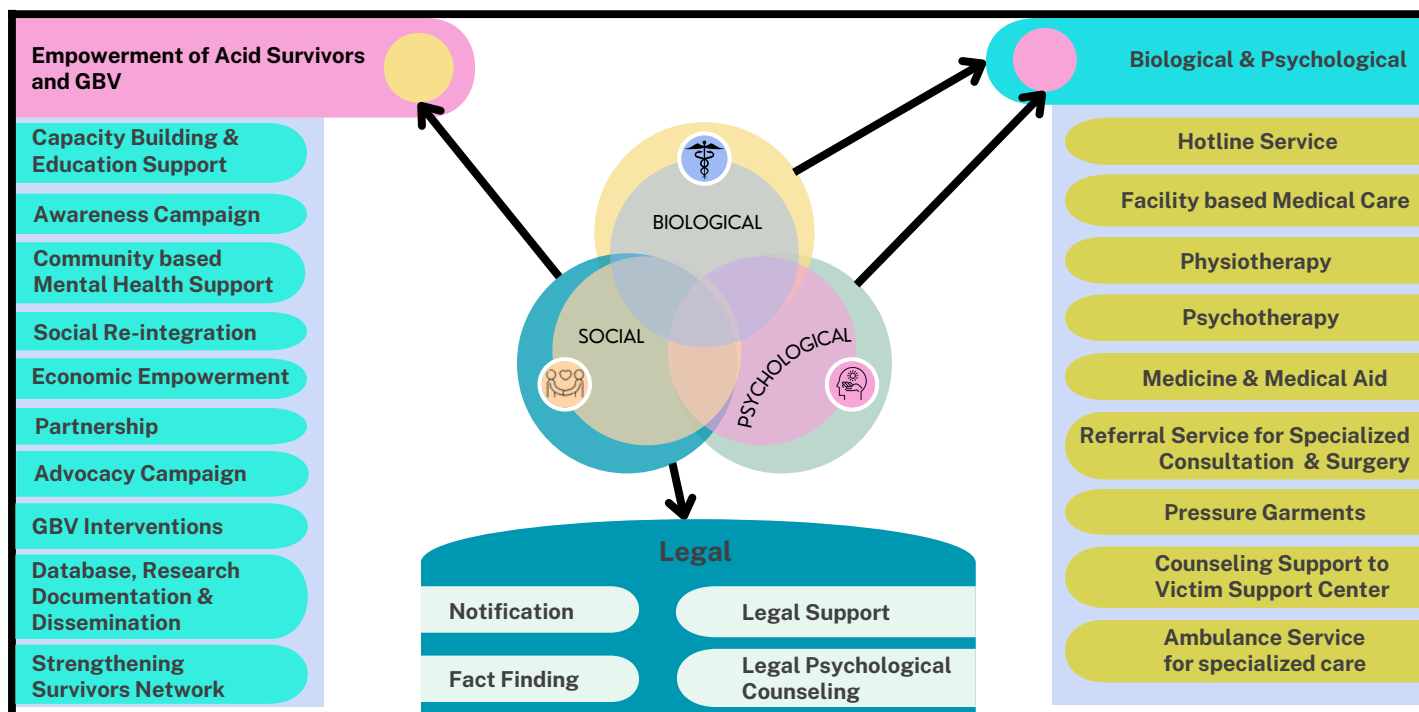 Empowerment of Acid Survivors
and GBV
Capacity Building &
Education Support
Awareness Campaign
Community based
Mental Health Support
Social Re-integration
Economic Empowerment
Partnership
Advocacy Campaign
GBV Interventions
Database, Research
Documentation &
Dissemination
Strengthening
Survivors Network
BIOLOGICAL
SOCIAL
PSYCHOLOGICAL
Legal
Notification
Legal Support
Fact Finding
Legal Psychological
Counseling
Biological & Psychological
Hotline Service
Facility based Medical Care
Physiotherapy
Psychotherapy
Medicine & Medical Aid
Referral Service for Specialized
Consultation & Surgery
Pressure Garments
Counseling Support to
Victim Support Center
Ambulance Service
for specialized care